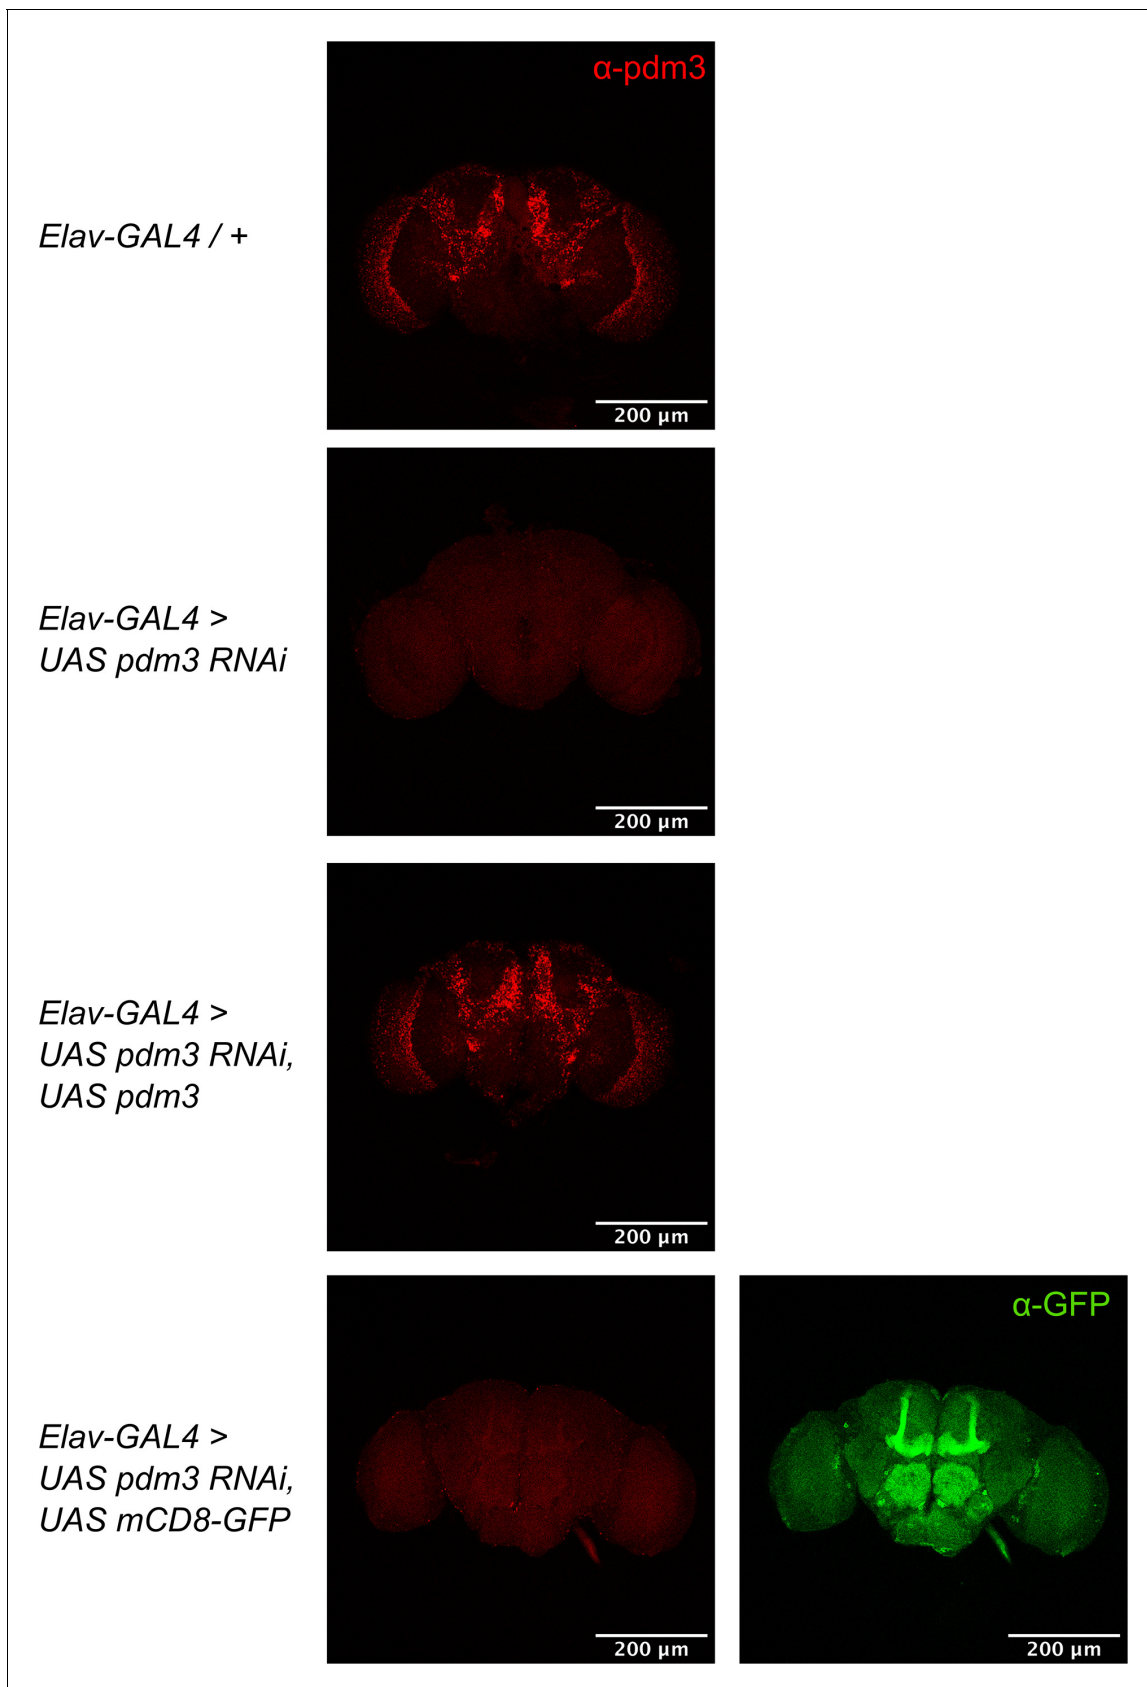 α-pdm3
Elav-GAL4 / +
200 µm
Elav-GAL4 >
UAS pdm3 RNAi
200 µm
Elav-GAL4 >
UAS pdm3 RNAi,
UAS pdm3
200 µm
α-GFP
Elav-GAL4 >
UAS pdm3 RNAi,
UAS mCD8-GFP
200 µm
200 µm